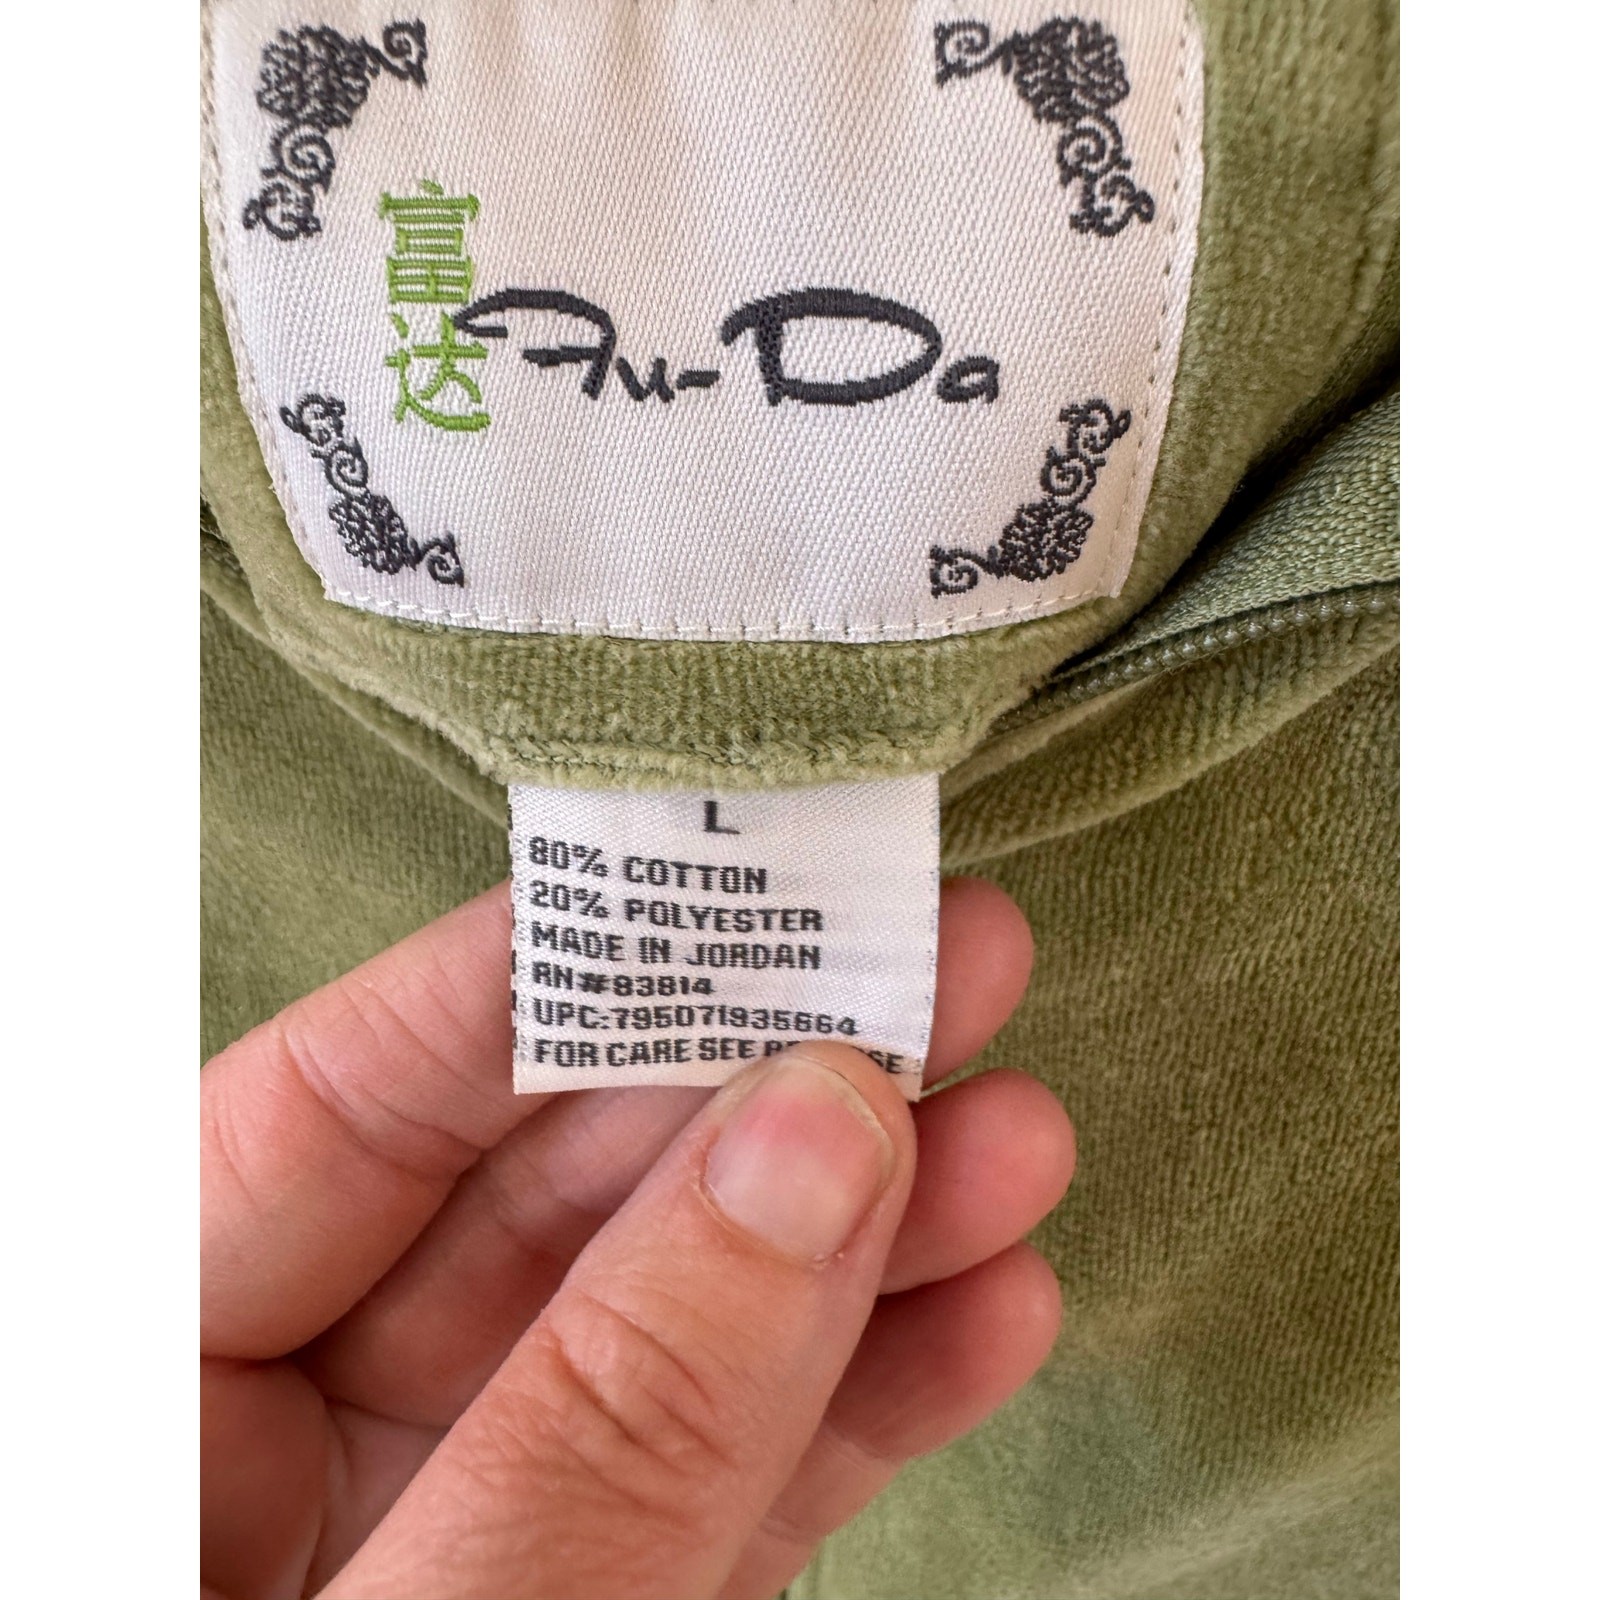 富达
Fu-Da
L
80% COTTON
20% POLYESTER
MADE IN JORDAN
RN#83814
UPC:795071935664
FOR CARE SEE